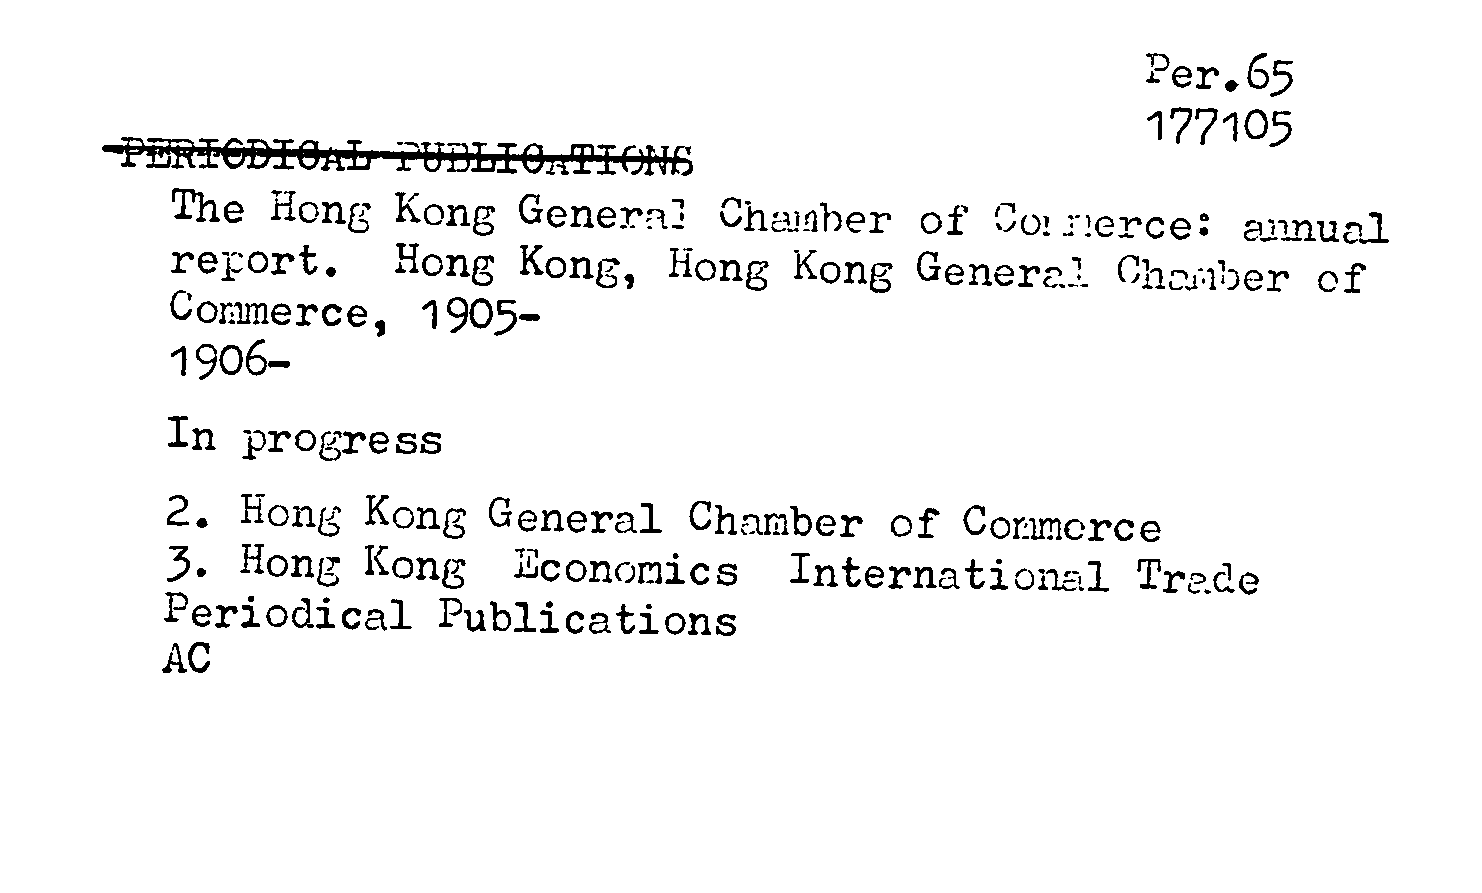 Per.65
177105
PERIODICAL PUBLICATIONS
The Hong Kong General Chamber of Commerce: annual
report. Hong Kong, Hong Kong General Chamber of
Commerce, 1905-
1906-
In progress
2. Hong Kong General Chamber of Commerce
3. Hong Kong Economics International Trade
Periodical Publications
AC